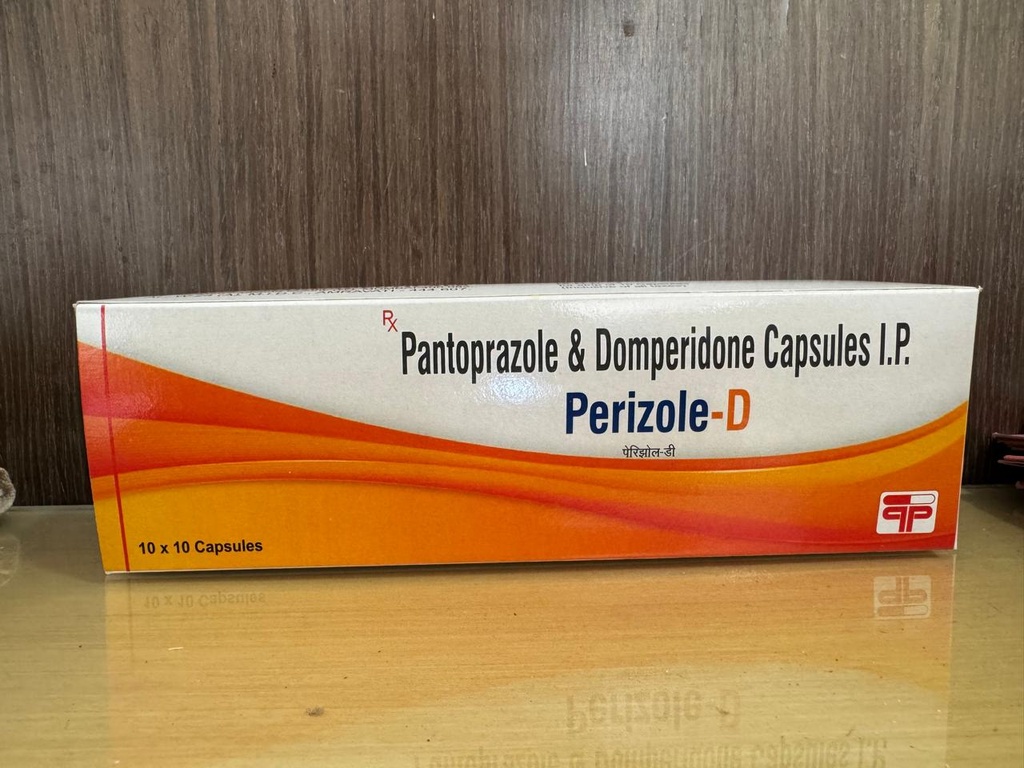 Rx
Pantoprazole & Domperidone Capsules I.P.
Perizole-D
पेरिझोल-डी
10 x 10 Capsules